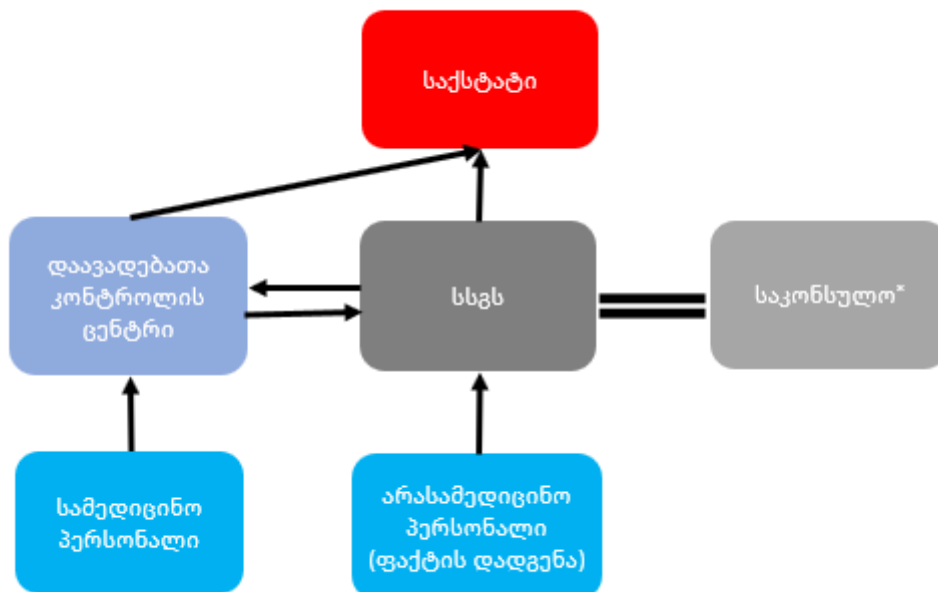 საქსტატი
დაავადებათა
კონტროლის
ცენტრი
სსგს
საკონსულო*
სამედიცინო
პერსონალი
არასამედიცინო
პერსონალი
(ფაქტის დადგენა)